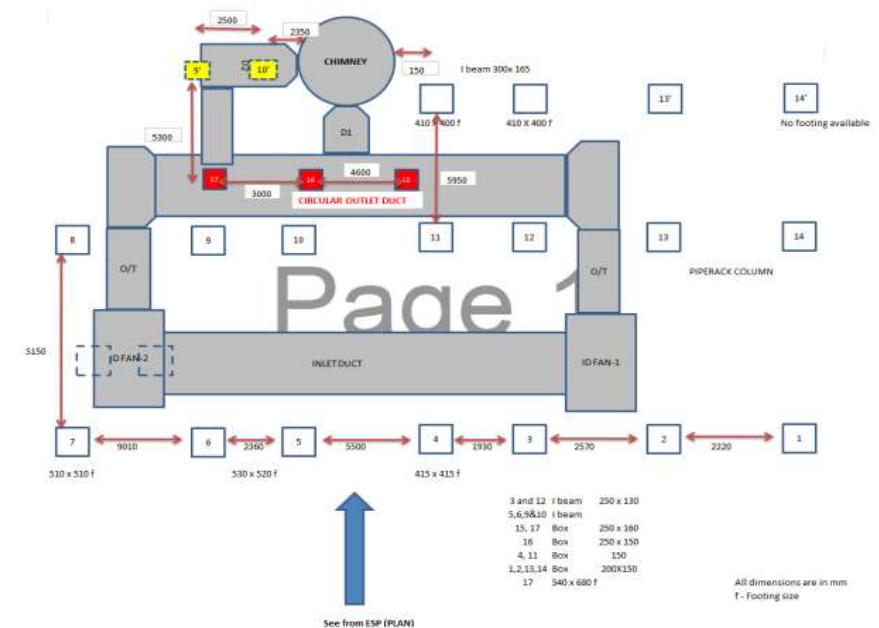 2500
2350
CHIMNEY
9'
10'
D2
150
I beam 300x 165
13'
14'
410 X 400 f
410 X 400 f
No footing available
D1
5300
4600
5950
17
16
15
3000
CIRCULAR OUTLET DUCT
8
9
10
11
12
13
14
O/T
O/T
PIPERACK COLUMN
Page 1
5150
ID FAN-2
INLET DUCT
ID FAN-1
7
9010
6
2360
5
5500
4
1930
3
2570
2
2220
1
510 x 510 f
530 x 520 f
415 x 415 f
3 and 12 I beam 250 x 130
5,6,9&10 I beam
15, 17 Box 250 x 160
16 Box 250 x 150
4, 11 Box 150
1,2,13,14 Box 200X150
17 540 x 680 f
All dimensions are in mm
f - Footing size
See from ESP (PLAN)